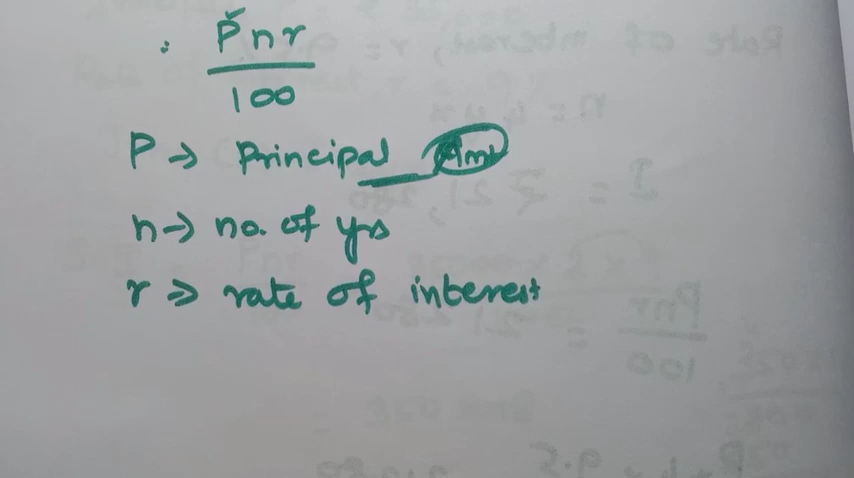 Pnr
100
P → Principal Amt
n → no. of yrs
r ⇒ rate of interest